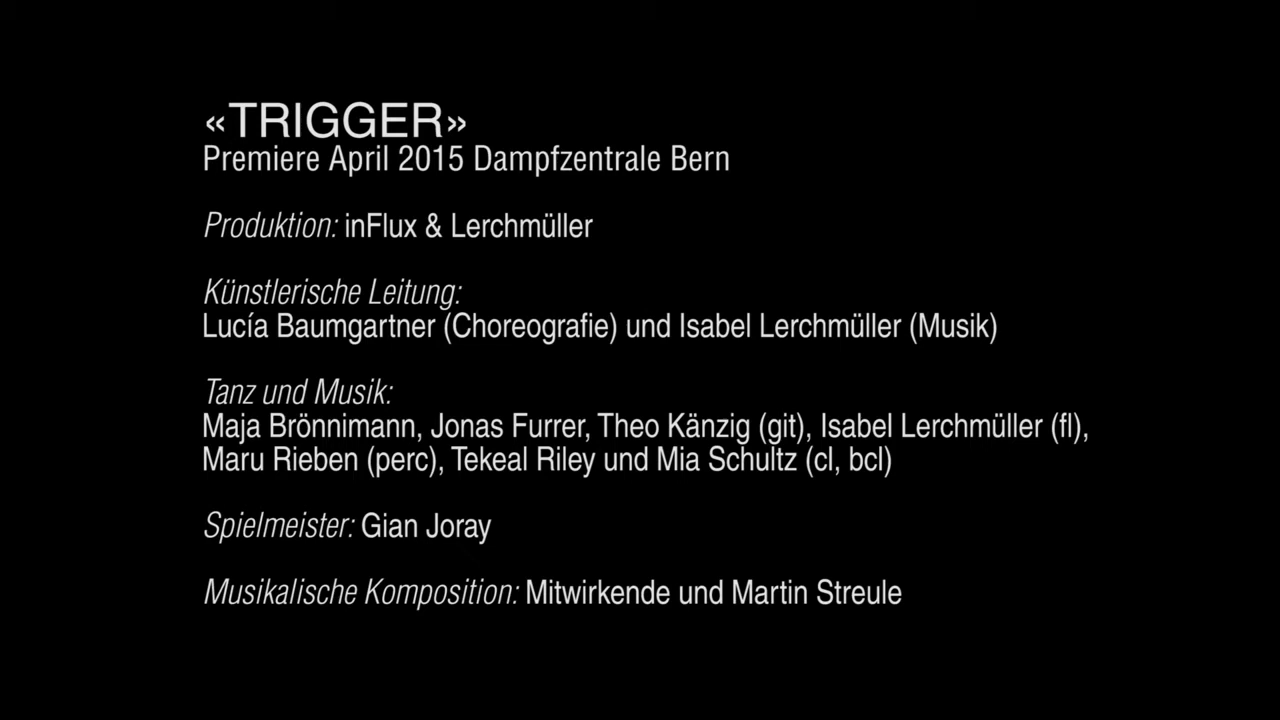 «TRIGGER»
Premiere April 2015 Dampfzentrale Bern
Produktion: inFlux & Lerchmüller
Künstlerische Leitung:
Lucía Baumgartner (Choreografie) und Isabel Lerchmüller (Musik)
Tanz und Musik:
Maja Brönnimann, Jonas Furrer, Theo Känzig (git), Isabel Lerchmüller (fl),
Maru Rieben (perc), Tekeal Riley und Mia Schultz (cl, bcl)
Spielmeister: Gian Joray
Musikalische Komposition: Mitwirkende und Martin Streule